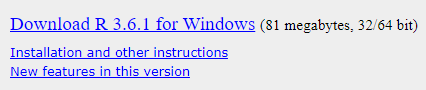 Download R 3.6.1 for Windows (81 megabytes, 32/64 bit)
Installation and other instructions
New features in this version